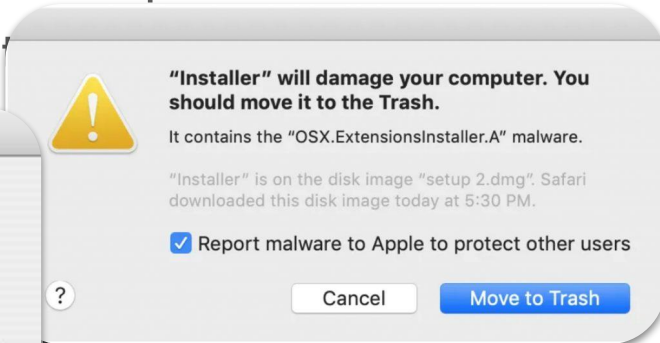 “Installer” will damage your computer. You
should move it to the Trash.
It contains the “OSX.ExtensionsInstaller.A” malware.
“Installer” is on the disk image “setup 2.dmg”. Safari
downloaded this disk image today at 5:30 PM.
Report malware to Apple to protect other users
? Cancel Move to Trash